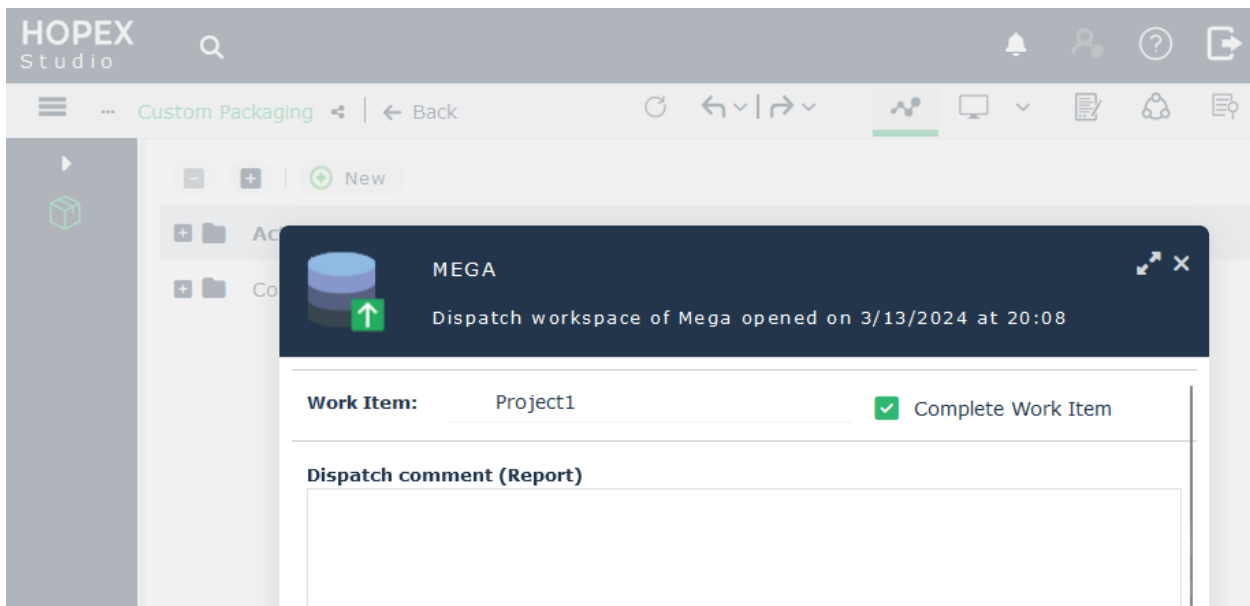 HOPEX
Studio
... Custom Packaging | ← Back
New
Ac
Co
MEGA
Dispatch workspace of Mega opened on 3/13/2024 at 20:08
Work Item: Project1 Complete Work Item
Dispatch comment (Report)